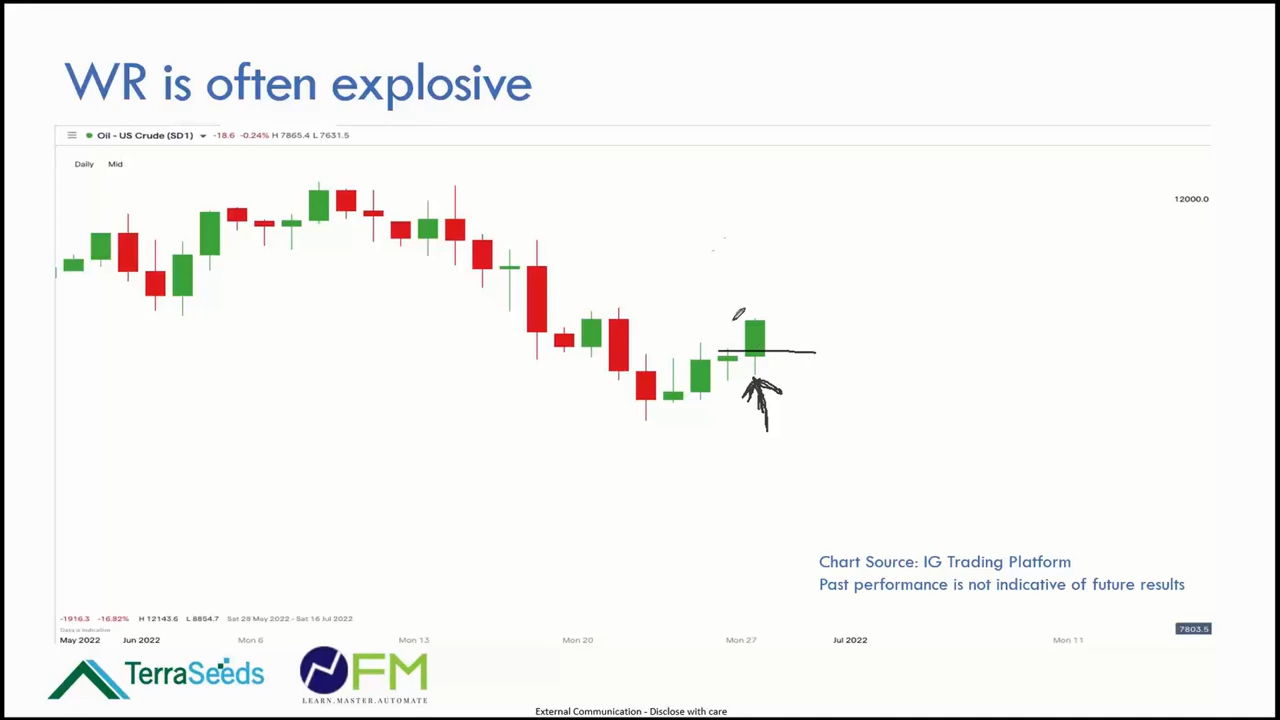 WR is often explosive
Oil - US Crude (SD1) -18.6 -0.24% H 7865.4 L 7631.5
Daily Mid
12000.0
Chart Source: IG Trading Platform
Past performance is not indicative of future results
-1916.3 -16.82% H 12143.6 L 8854.7 Sat 28 May 2022 - Sat 16 Jul 2022
Data is indicative
7803.5
May 2022 Jun 2022 Mon 6 Mon 13 Mon 20 Mon 27 Jul 2022 Mon 11
TerraSeeds
FM
LEARN.MASTER.AUTOMATE
External Communication - Disclose with care